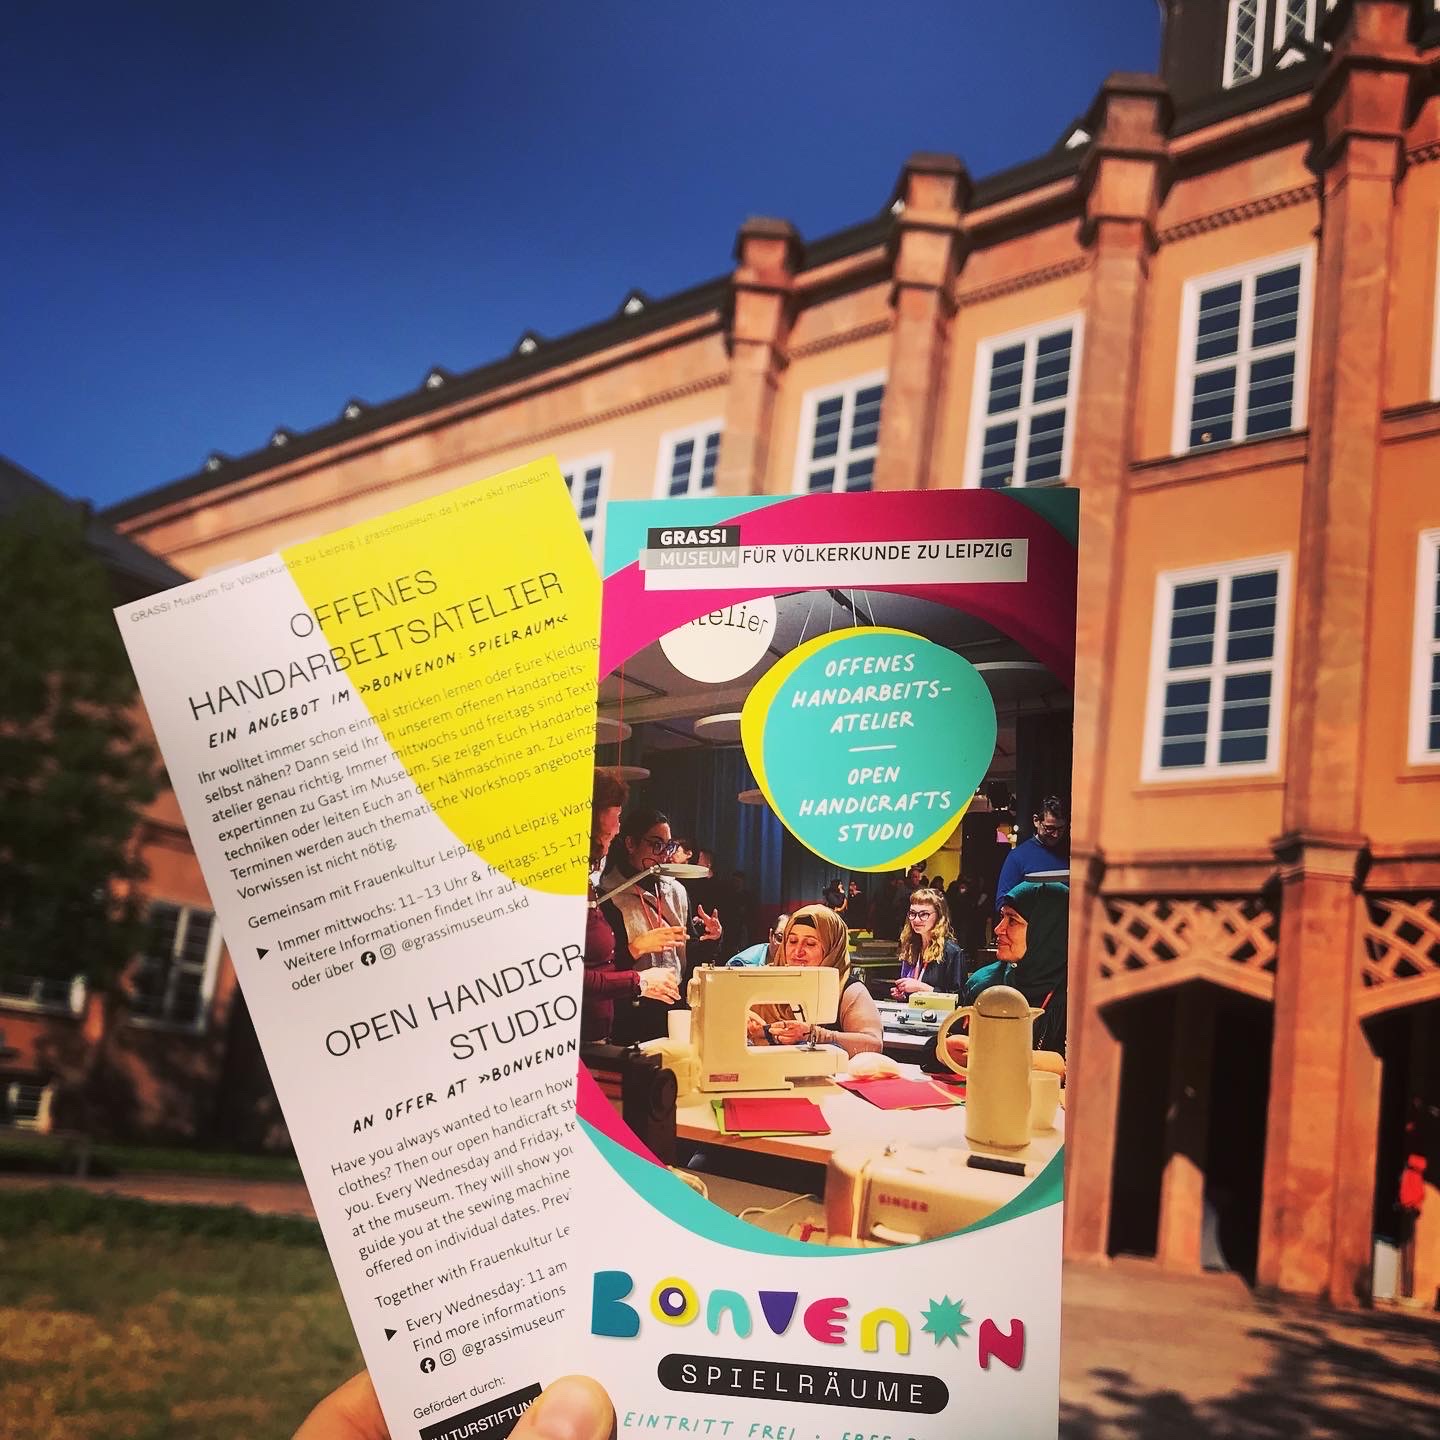 GRASSI Museum für Völkerkunde zu Leipzig | grassimuseum.de | www.skd.museum
OFFENES
HANDARBEITSATELIER
EIN ANGEBOT IM »BONVENON: SPIELRAUM«
Ihr wolltet immer schon einmal stricken lernen oder Eure Kleidung
selbst nähen? Dann seid Ihr in unserem offenen Handarbeits-
atelier genau richtig. Immer mittwochs und freitags sind Textil
expertinnen zu Gast im Museum. Sie zeigen Euch Handarbei
techniken oder leiten Euch an der Nähmaschine an. Zu einze
Terminen werden auch thematische Workshops angeboten
Vorwissen ist nicht nötig.
Gemeinsam mit Frauenkultur Leipzig und Leipzig Ward
Immer mittwochs: 11–13 Uhr & freitags: 15–17
Weitere Informationen findet Ihr auf unserer Ho
oder über @grassimuseum.skd
OPEN HANDICR
STUDIO
AN OFFER AT »BONVENON
Have you always wanted to learn how
clothes? Then our open handicraft stu
you. Every Wednesday and Friday, te
at the museum. They will show you
guide you at the sewing machine
offered on individual dates. Previ
Together with Frauenkultur Le
Every Wednesday: 11 am
Find more informations
@grassimuseum
Gefördert durch:
KULTURSTIFTUN
GRASSI
MUSEUM FÜR VÖLKERKUNDE ZU LEIPZIG
atelier
OFFENES
HANDARBEITS-
ATELIER
—
OPEN
HANDICRAFTS
STUDIO
SINGER
BONVENON
SPIELRÄUME
EINTRITT FREI ·